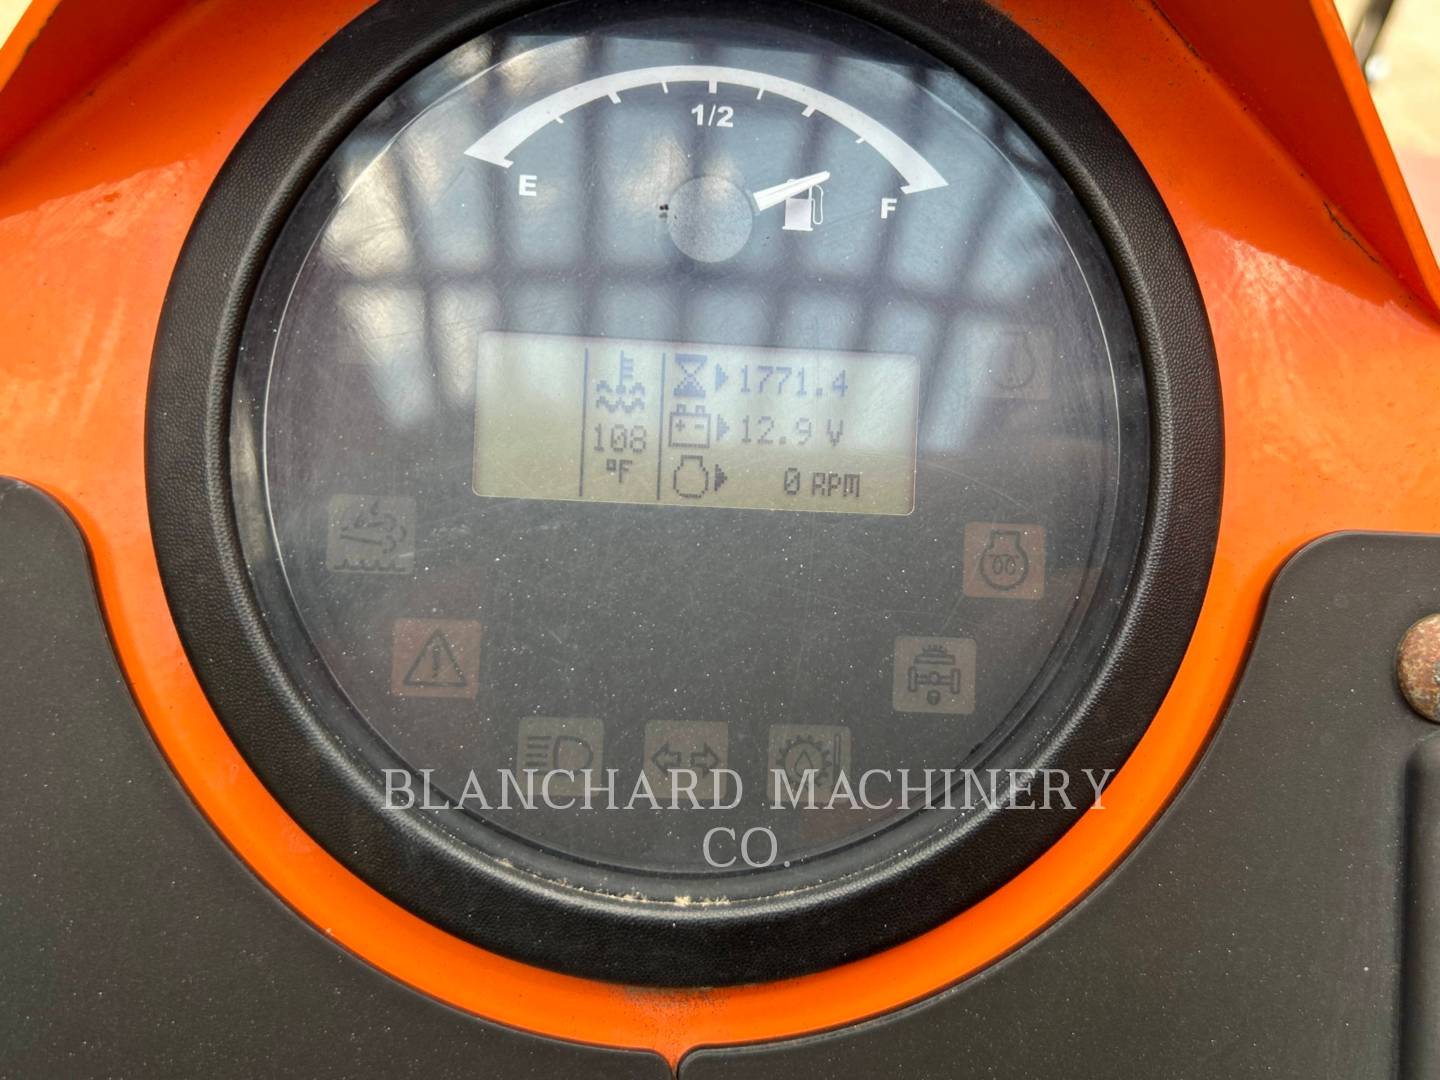 1/2
E
F
1771.4
12.9 V
108
°F
0 RPM
BLANCHARD MACHINERY
CO.